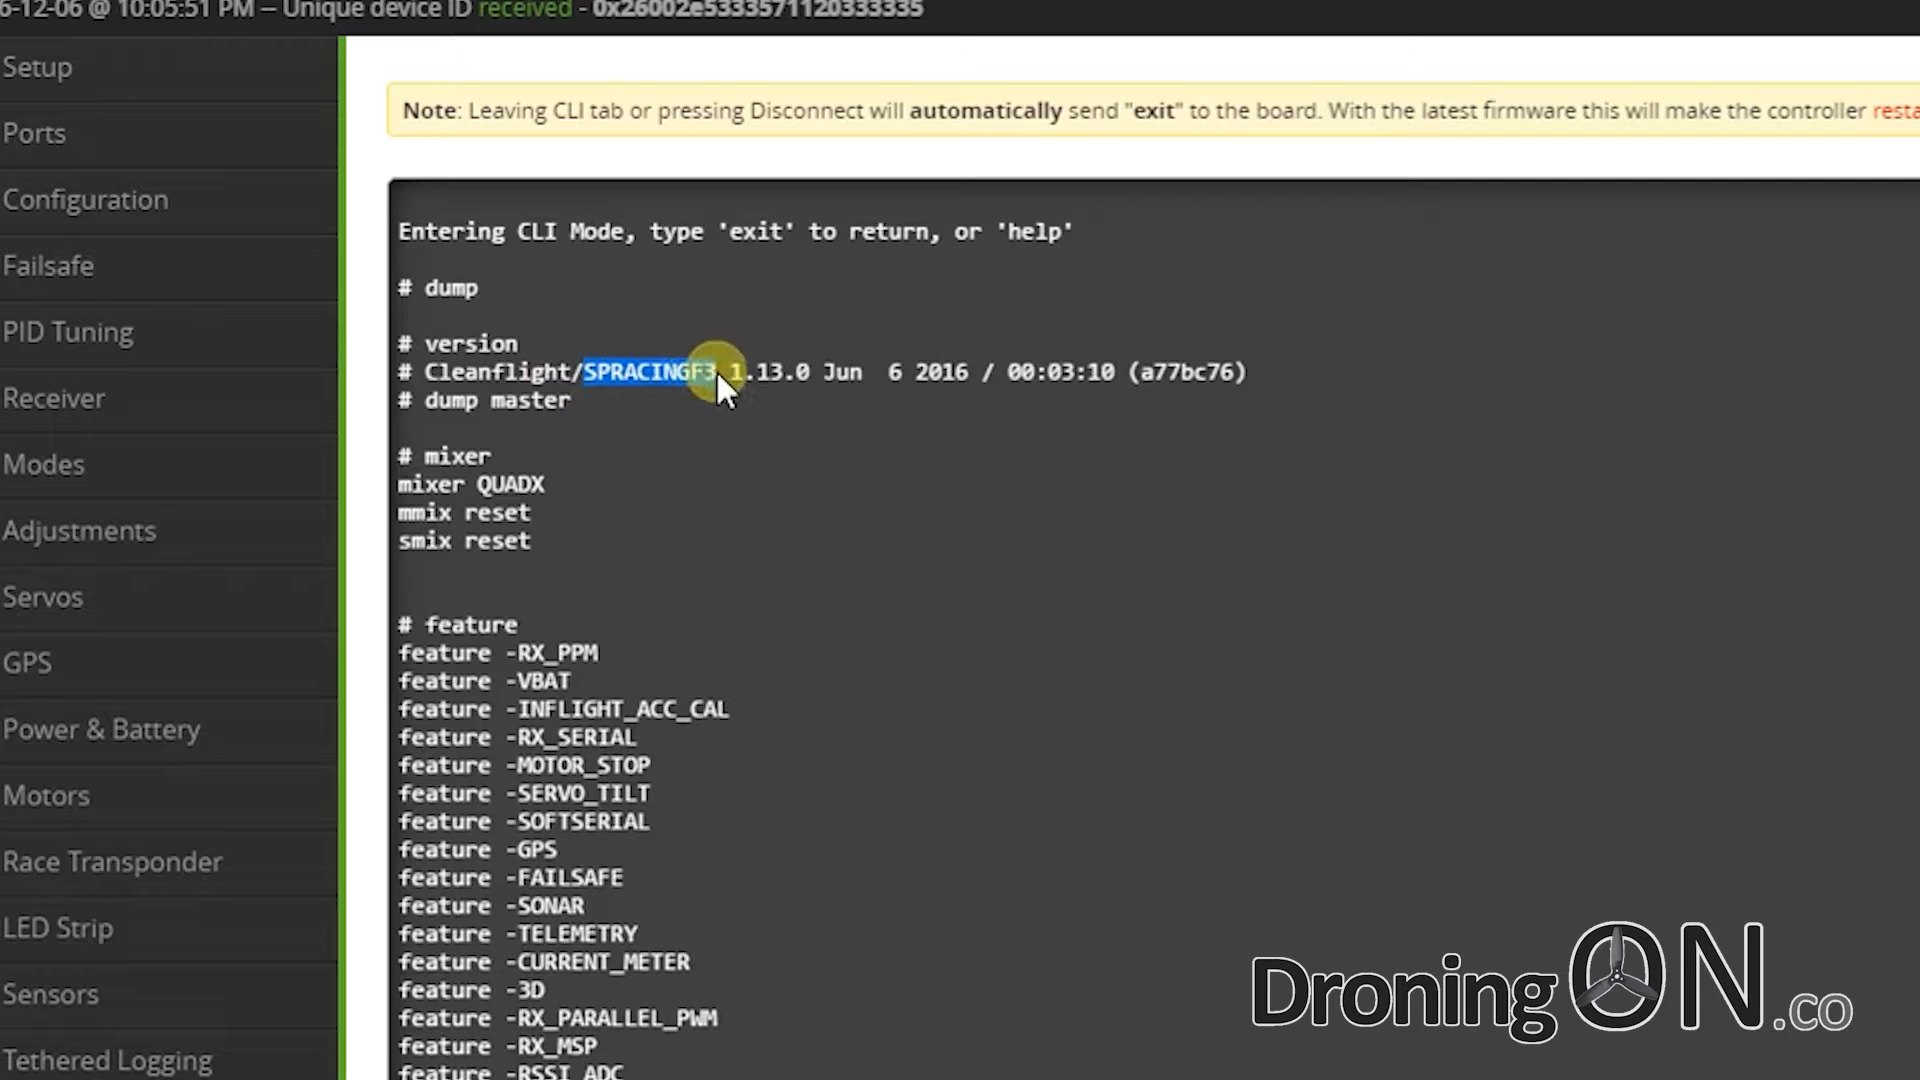 6-12-06 @ 10:05:51 PM -- Unique device ID received - 0x26002e5333571120333335
Setup
Ports
Configuration
Failsafe
PID Tuning
Receiver
Modes
Adjustments
Servos
GPS
Power & Battery
Motors
Race Transponder
LED Strip
Sensors
Tethered Logging
Note: Leaving CLI tab or pressing Disconnect will automatically send "exit" to the board. With the latest firmware this will make the controller resta
Entering CLI Mode, type 'exit' to return, or 'help'
# dump
# version
# Cleanflight/SPRACINGF3 1.13.0 Jun  6 2016 / 00:03:10 (a77bc76)
# dump master
# mixer
mixer QUADX
mmix reset
smix reset
# feature
feature -RX_PPM
feature -VBAT
feature -INFLIGHT_ACC_CAL
feature -RX_SERIAL
feature -MOTOR_STOP
feature -SERVO_TILT
feature -SOFTSERIAL
feature -GPS
feature -FAILSAFE
feature -SONAR
feature -TELEMETRY
feature -CURRENT_METER
feature -3D
feature -RX_PARALLEL_PWM
feature -RX_MSP
feature -RSSI_ADC
DroningON.co